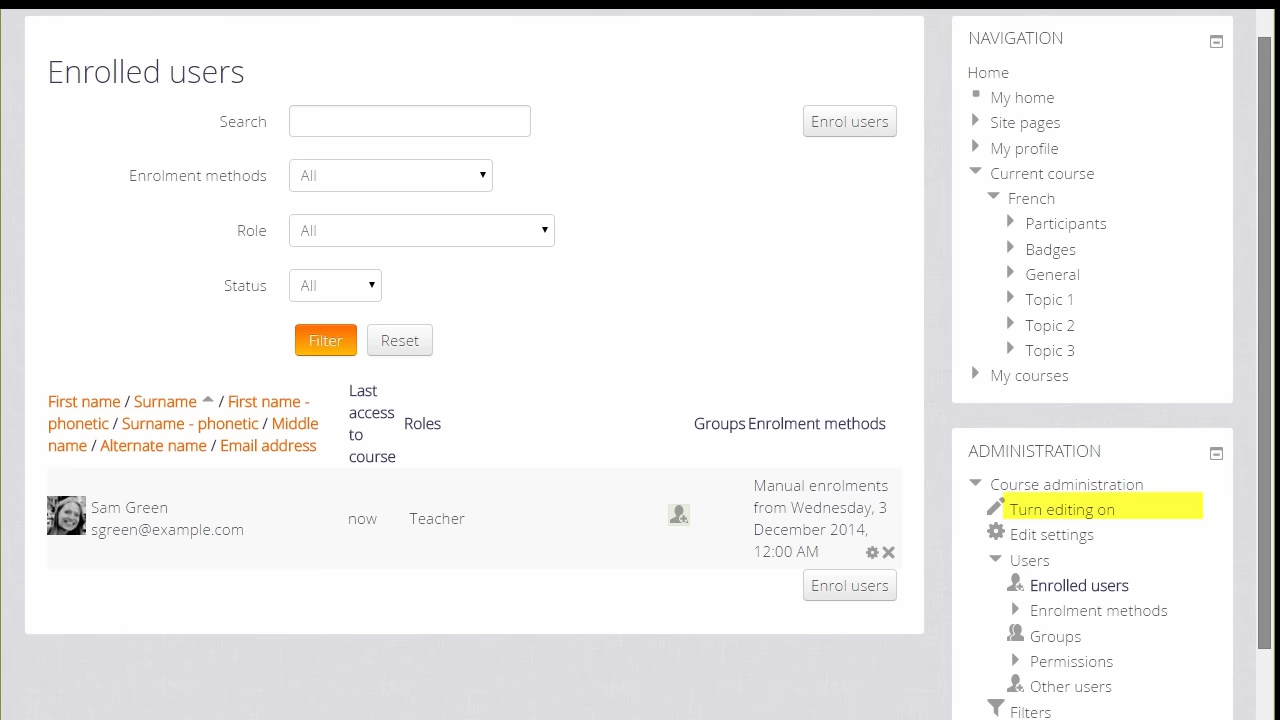 Enrolled users
Search
Enrol users
Enrolment methods
All
Role
All
Status
All
Filter
Reset
First name / Surname / First name -
phonetic / Surname - phonetic / Middle
name / Alternate name / Email address
Last
access
to
course
Roles
Groups
Enrolment methods
Sam Green
sgreen@example.com
now
Teacher
Manual enrolments
from Wednesday, 3
December 2014,
12:00 AM
Enrol users
NAVIGATION
Home
My home
Site pages
My profile
Current course
French
Participants
Badges
General
Topic 1
Topic 2
Topic 3
My courses
ADMINISTRATION
Course administration
Turn editing on
Edit settings
Users
Enrolled users
Enrolment methods
Groups
Permissions
Other users
Filters